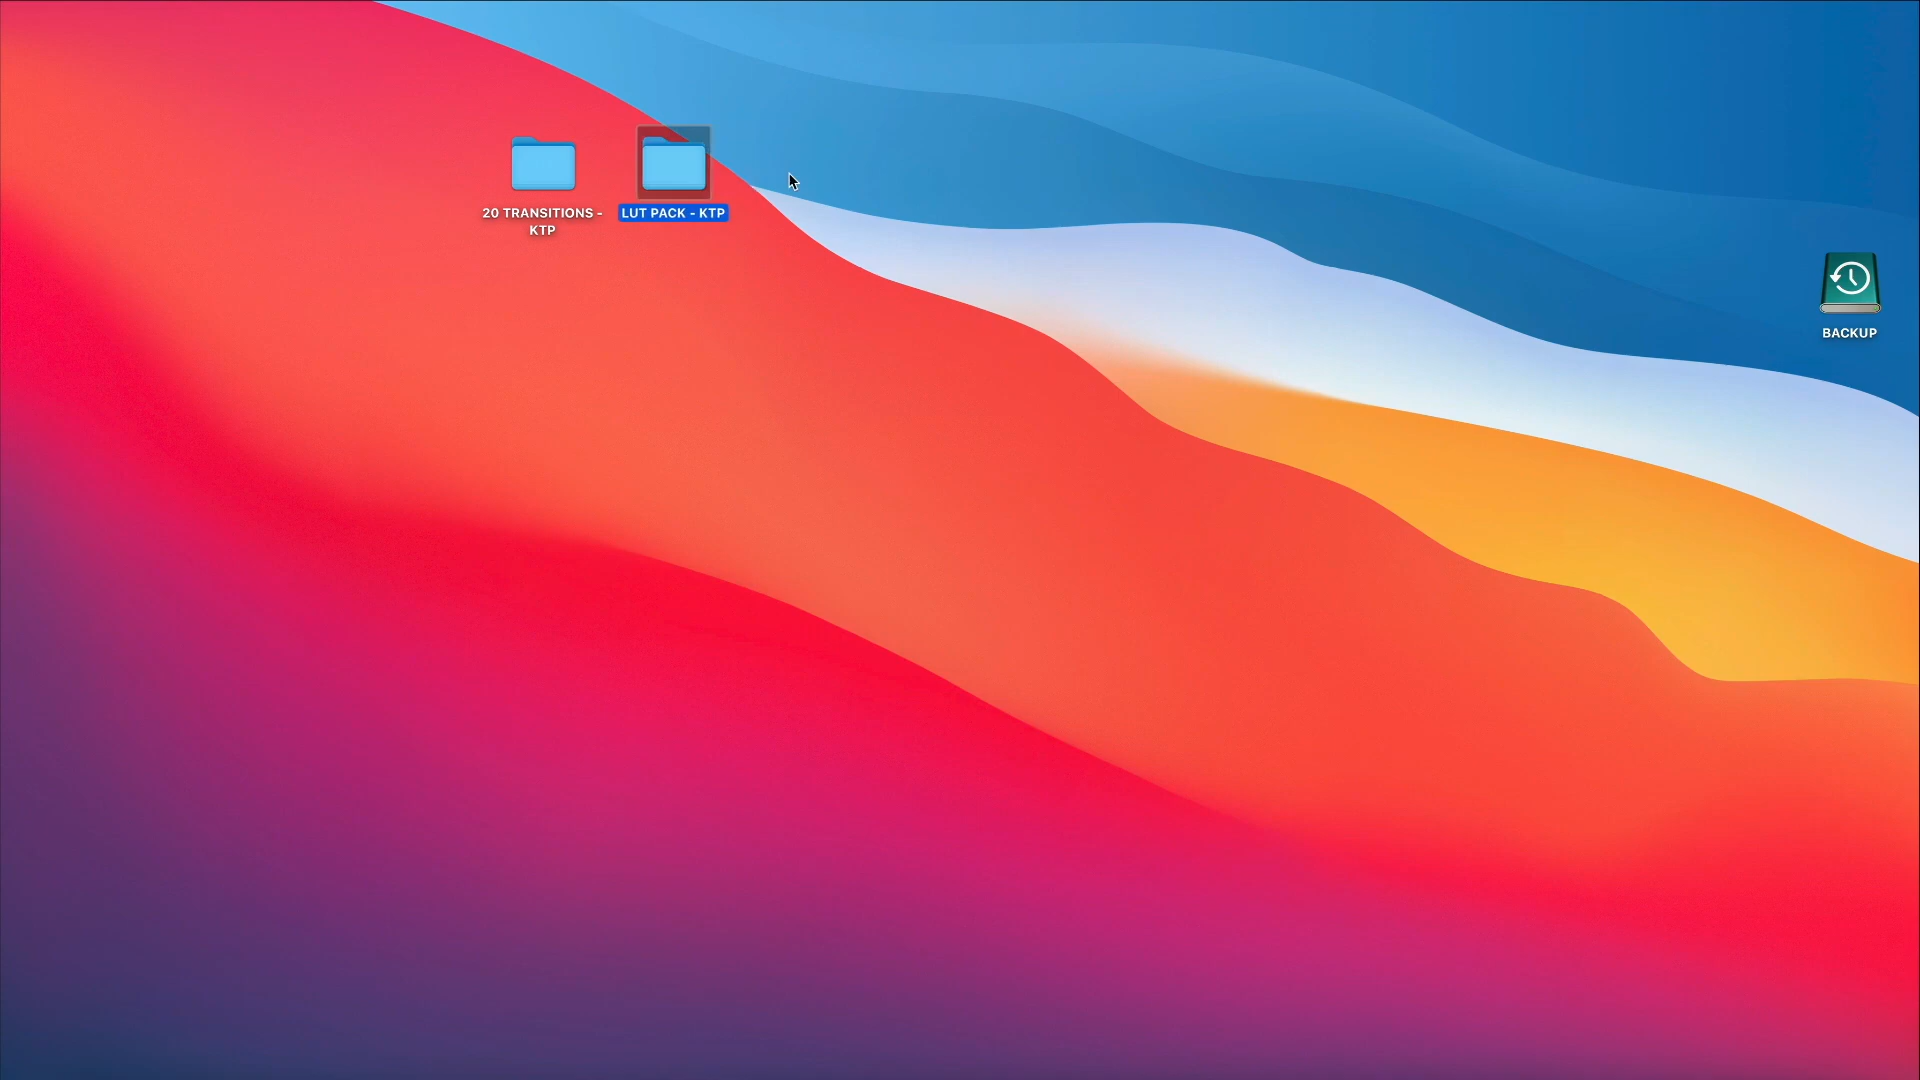 20 TRANSITIONS -
KTP
LUT PACK - KTP
BACKUP